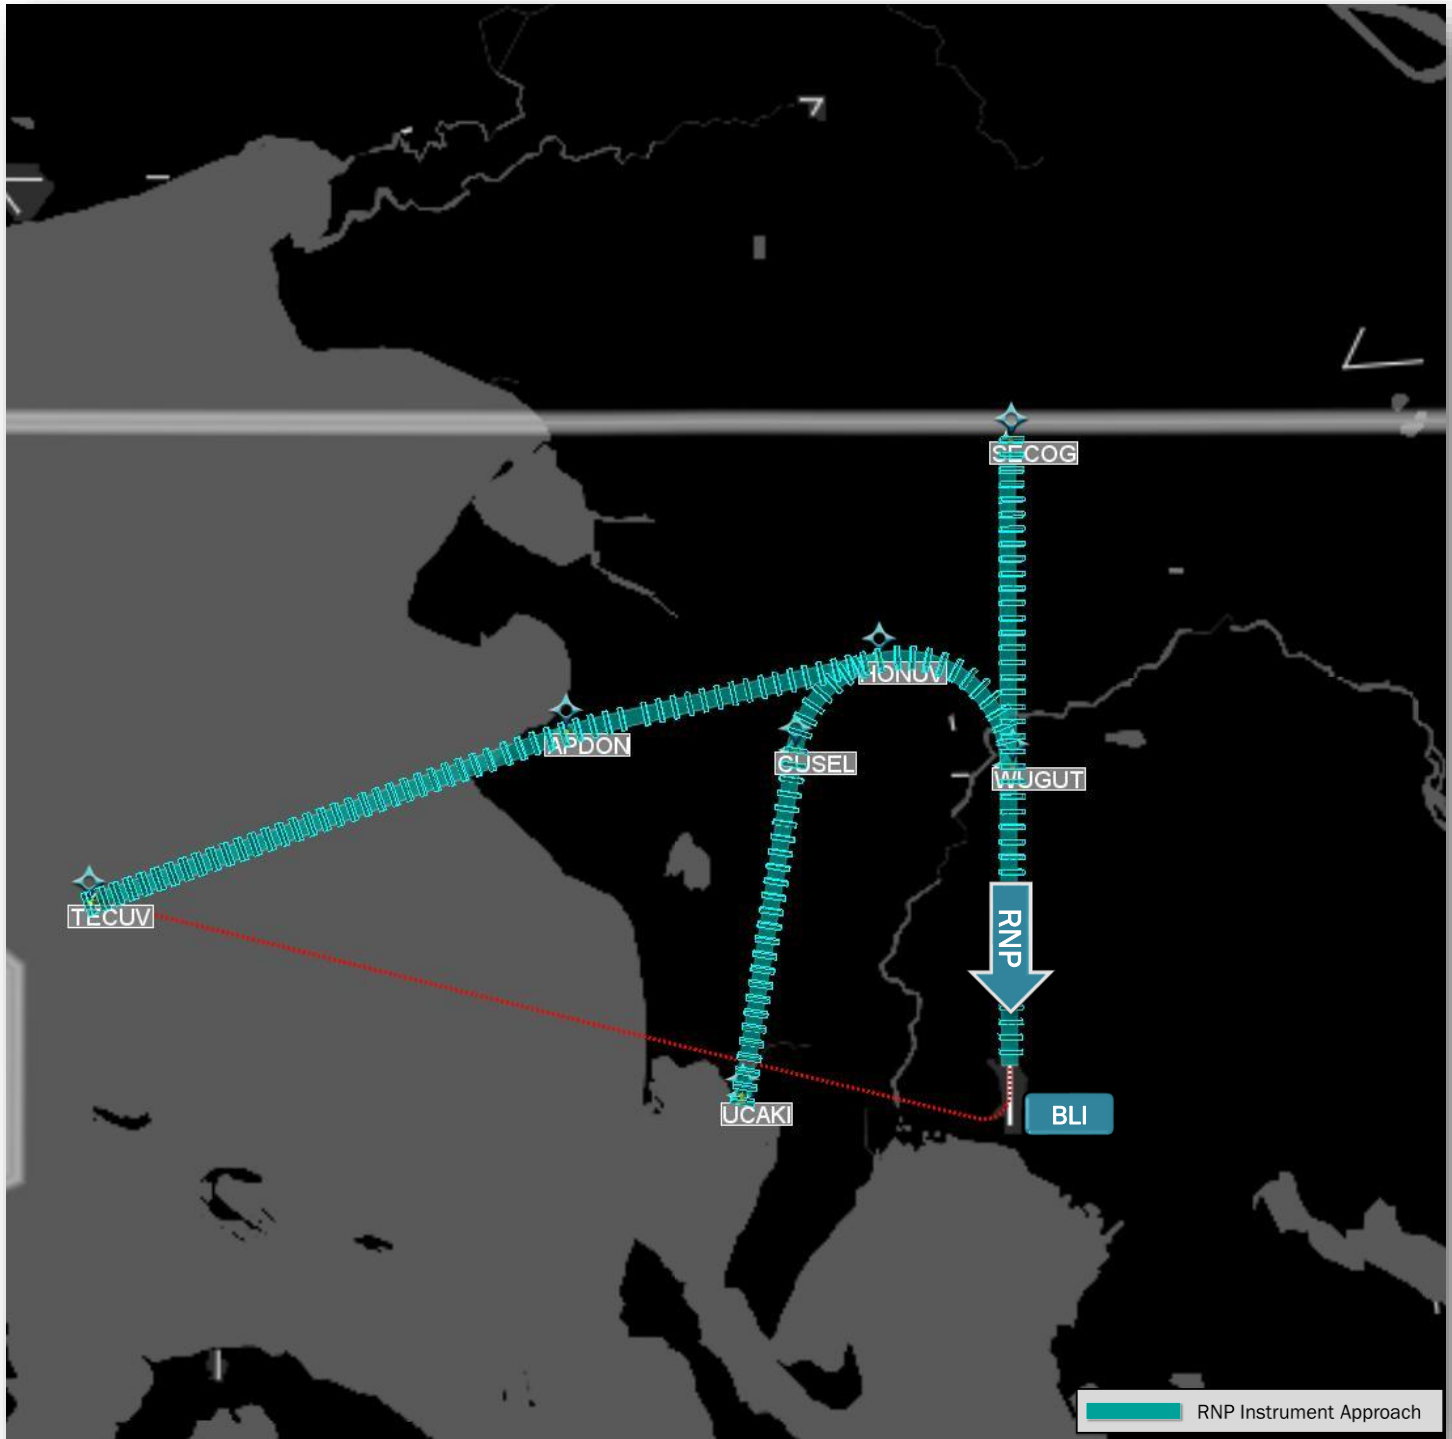 SECOG
HONUV
APDON
CUSEL
WUGUT
TECUV
RNP
UCAKI
BLI
RNP Instrument Approach